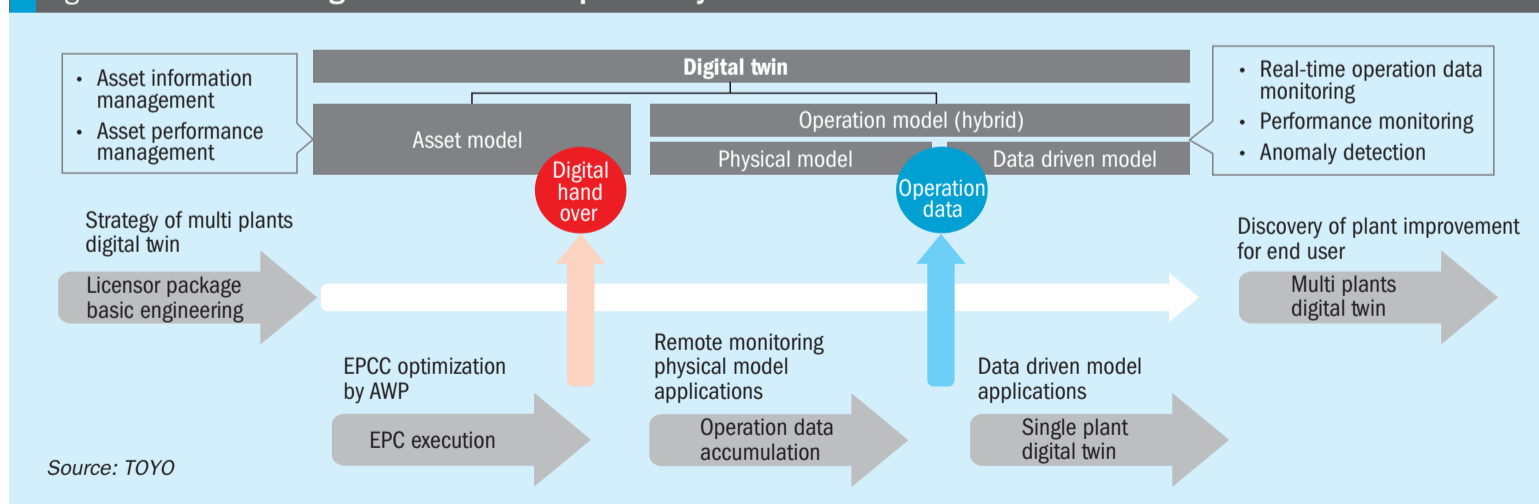 Digital twin
• Asset information
management
• Asset performance
management
Asset model
Operation model (hybrid)
Physical model
Data driven model
• Real-time operation data
monitoring
• Performance monitoring
• Anomaly detection
Digital
hand
over
Operation
data
Strategy of multi plants
digital twin
Licensor package
basic engineering
Discovery of plant improvement
for end user
Multi plants
digital twin
EPCC optimization
by AWP
EPC execution
Remote monitoring
physical model
applications
Operation data
accumulation
Data driven model
applications
Single plant
digital twin
Source: TOYO